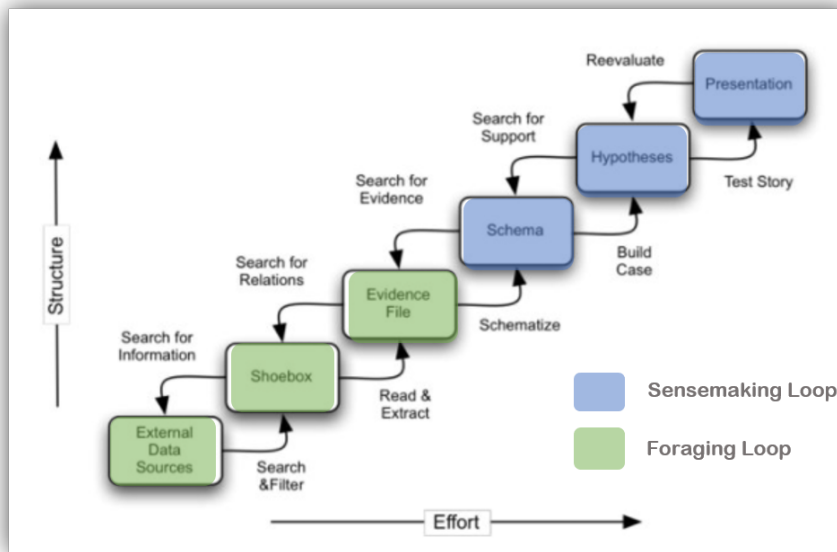 Reevaluate
Presentation
Search for
Support
Hypotheses
Test Story
Search for
Evidence
Schema
Build
Case
Search for
Relations
Evidence
File
Schematize
Search for
Information
Shoebox
Read &
Extract
External
Data
Sources
Search
&Filter
Structure
Effort
Sensemaking Loop
Foraging Loop